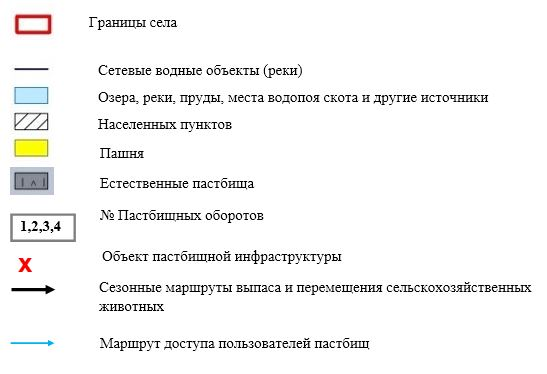 Границы села
Сетевые водные объекты (реки)
Озера, реки, пруды, места водопоя скота и другие источники
Населенных пунктов
Пашня
Естественные пастбища
1,2,3,4
№ Пастбищных оборотов
X
Объект пастбищной инфраструктуры
Сезонные маршруты выпаса и перемещения сельскохозяйственных
животных
Маршрут доступа пользователей пастбищ